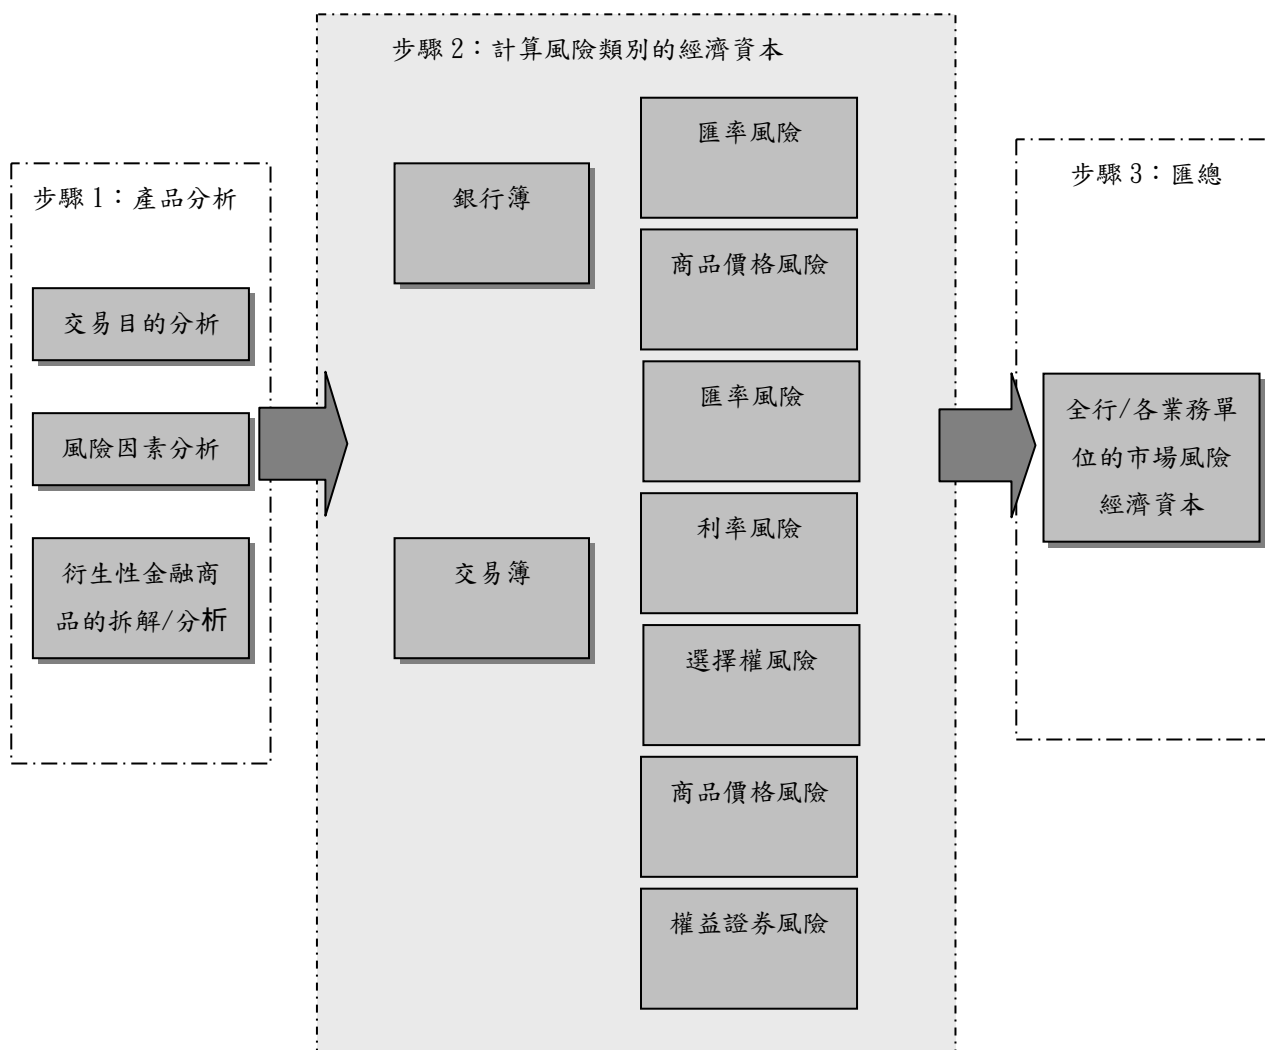 步驟 1：產品分析
交易目的分析
風險因素分析
衍生性金融商
品的拆解/分析
步驟 2：計算風險類別的經濟資本
銀行簿
交易簿
匯率風險
商品價格風險
匯率風險
利率風險
選擇權風險
商品價格風險
權益證券風險
步驟 3：匯總
全行/各業務單
位的市場風險
經濟資本